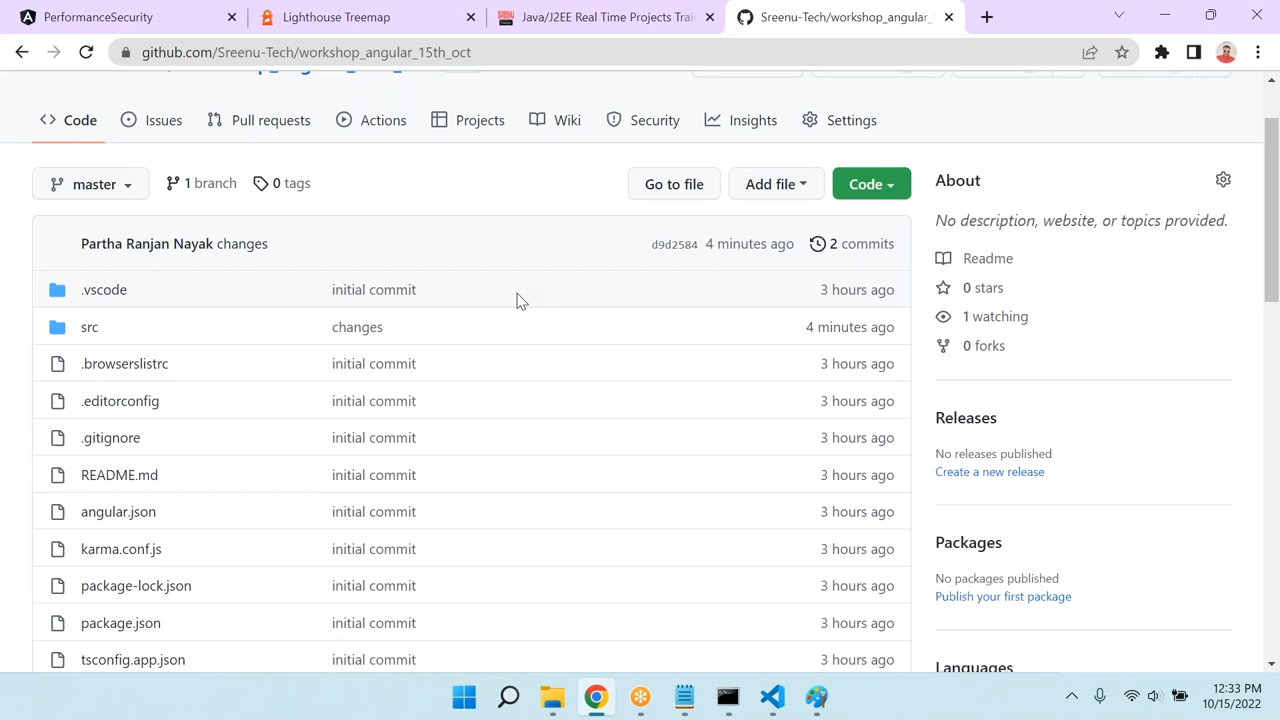 PerformanceSecurity
Lighthouse Treemap
Java/J2EE Real Time Projects Trai
Sreenu-Tech/workshop_angular_
github.com/Sreenu-Tech/workshop_angular_15th_oct
Code
Issues
Pull requests
Actions
Projects
Wiki
Security
Insights
Settings
master
1 branch
0 tags
Go to file
Add file
Code
Partha Ranjan Nayak changes
d9d2584 4 minutes ago
2 commits
.vscode initial commit 3 hours ago
src changes 4 minutes ago
.browserslistrc initial commit 3 hours ago
.editorconfig initial commit 3 hours ago
.gitignore initial commit 3 hours ago
README.md initial commit 3 hours ago
angular.json initial commit 3 hours ago
karma.conf.js initial commit 3 hours ago
package-lock.json initial commit 3 hours ago
package.json initial commit 3 hours ago
tsconfig.app.json initial commit 3 hours ago
About
No description, website, or topics provided.
Readme
0 stars
1 watching
0 forks
Releases
No releases published
Create a new release
Packages
No packages published
Publish your first package
Languages
12:33 PM
10/15/2022